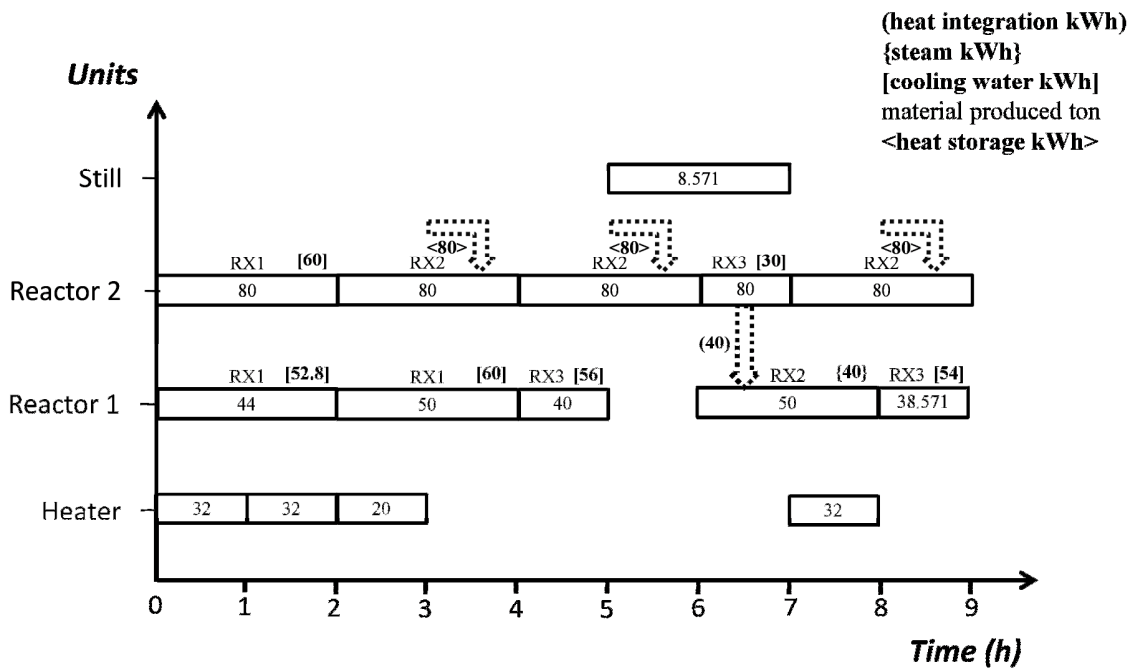 (heat integration kWh)
{steam kWh}
[cooling water kWh]
material produced ton
<heat storage kWh>
Units
Still
8.571
<80>
<80>
<80>
RX1 [60] RX2 RX2 RX3 [30] RX2
Reactor 2
80 80 80 80 80
(40)
RX1 [52.8] RX1 [60] RX3 [56] RX2 {40} RX3 [54]
Reactor 1
44 50 40 50 38.571
Heater
32 32 20 32
0 1 2 3 4 5 6 7 8 9
Time (h)